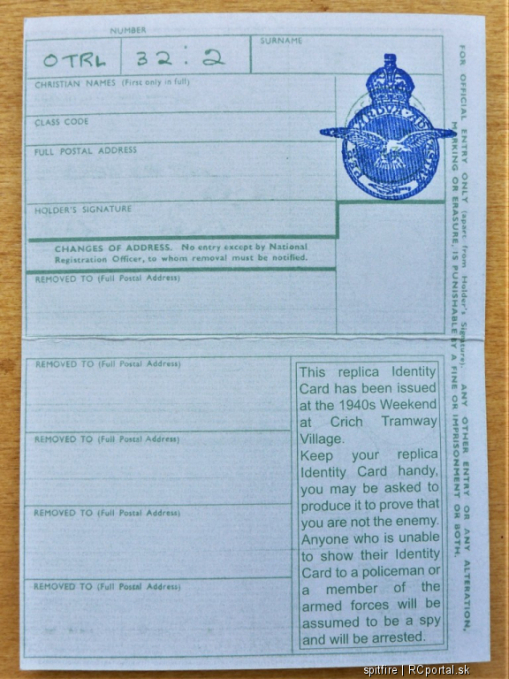 NUMBER
OTRL 32:2
SURNAME
CHRISTIAN NAMES (First only in full)
CLASS CODE
FULL POSTAL ADDRESS
HOLDER'S SIGNATURE
CHANGES OF ADDRESS. No entry except by National
Registration Officer, to whom removal must be notified.
REMOVED TO (Full Postal Address)
REMOVED TO (Full Postal Address)
REMOVED TO (Full Postal Address)
REMOVED TO (Full Postal Address)
REMOVED TO (Full Postal Address)
This replica Identity
Card has been issued
at the 1940s Weekend
at Crich Tramway
Village.
Keep your replica
Identity Card handy,
you may be asked to
produce it to prove that
you are not the enemy.
Anyone who is unable
to show their Identity
Card to a policeman or
a member of the
armed forces will be
assumed to be a spy
and will be arrested.
FOR OFFICIAL ENTRY ONLY (apart from Holder's Signature). ANY OTHER ENTRY OR ANY ALTERATION,
MARKING OR ERASURE, IS PUNISHABLE BY A FINE OR IMPRISONMENT OR BOTH.
spitfire | RCportal.sk